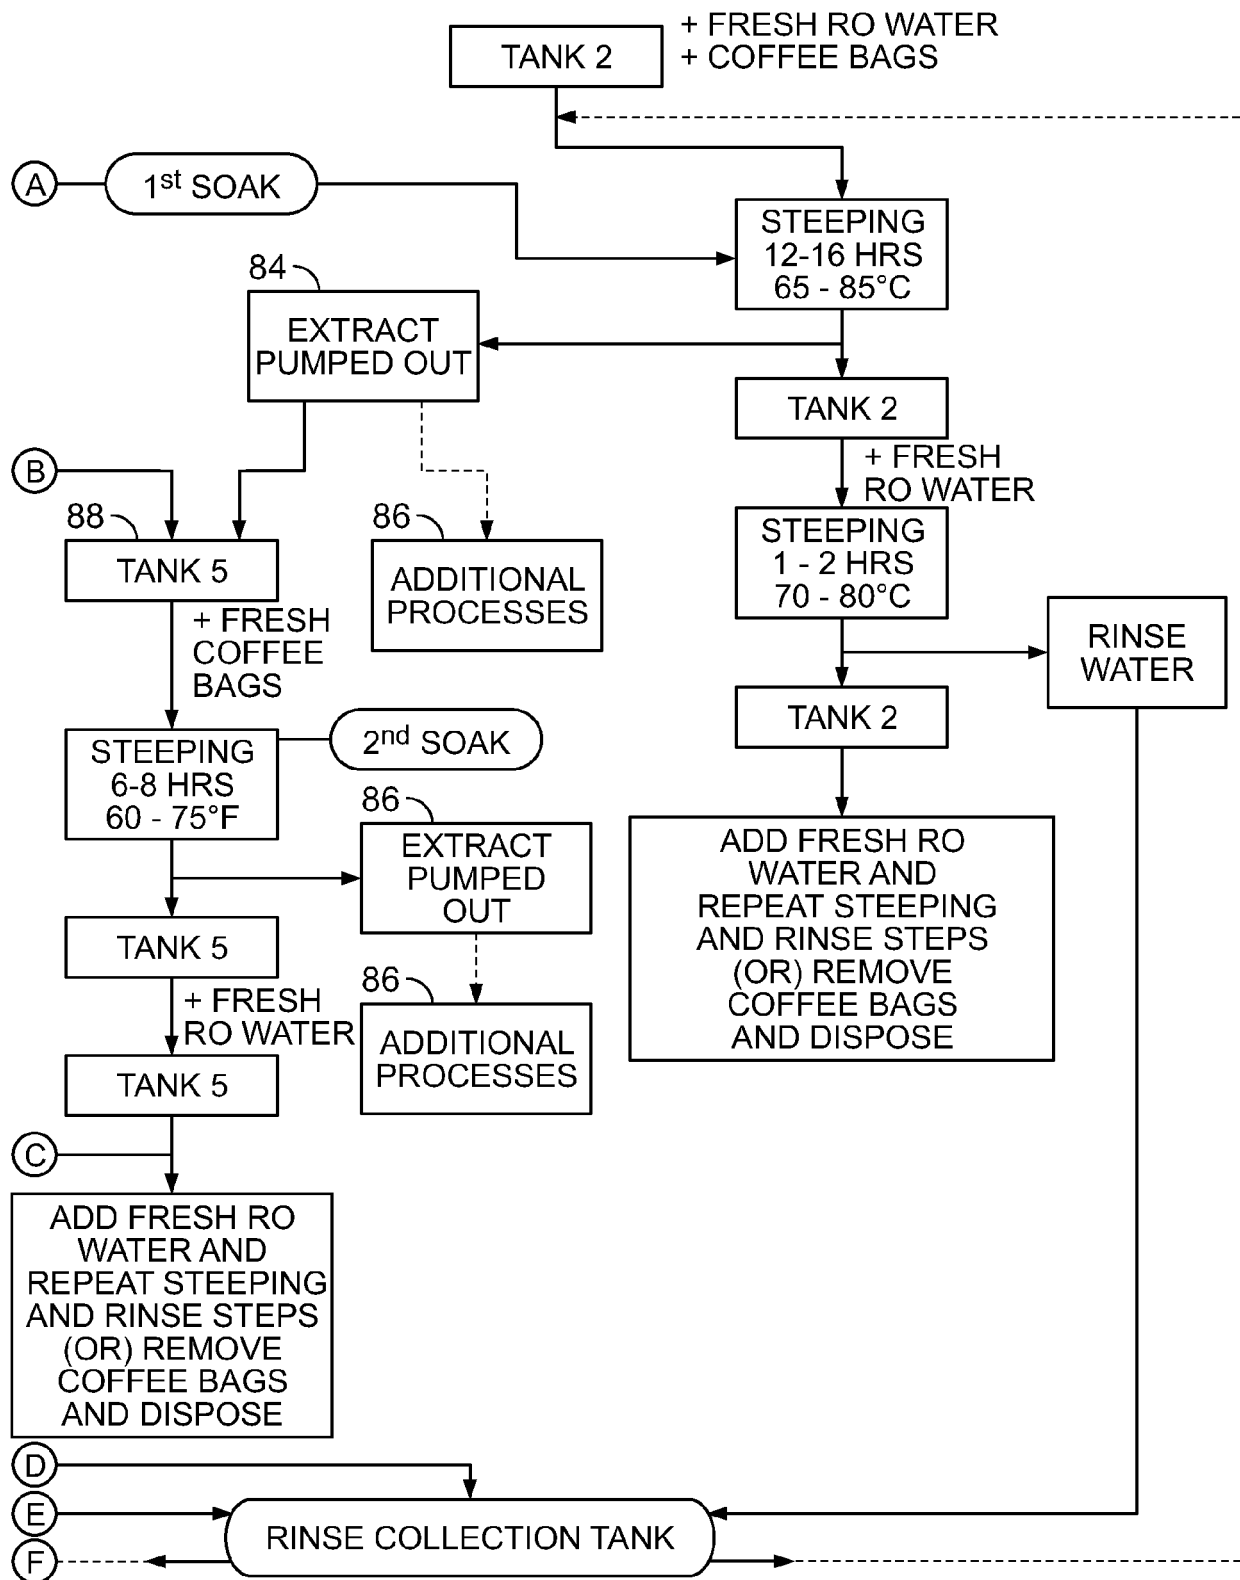 TANK 2
+ FRESH RO WATER
+ COFFEE BAGS
A
1st SOAK
STEEPING
12-16 HRS
65 - 85°C
84
EXTRACT
PUMPED OUT
TANK 2
+ FRESH
RO WATER
B
88
TANK 5
86
ADDITIONAL
PROCESSES
STEEPING
1 - 2 HRS
70 - 80°C
+ FRESH
COFFEE
BAGS
RINSE
WATER
TANK 2
STEEPING
6-8 HRS
60 - 75°F
2nd SOAK
86
EXTRACT
PUMPED
OUT
ADD FRESH RO
WATER AND
REPEAT STEEPING
AND RINSE STEPS
(OR) REMOVE
COFFEE BAGS
AND DISPOSE
TANK 5
+ FRESH
RO WATER
86
ADDITIONAL
PROCESSES
TANK 5
C
ADD FRESH RO
WATER AND
REPEAT STEEPING
AND RINSE STEPS
(OR) REMOVE
COFFEE BAGS
AND DISPOSE
D
E
F
RINSE COLLECTION TANK